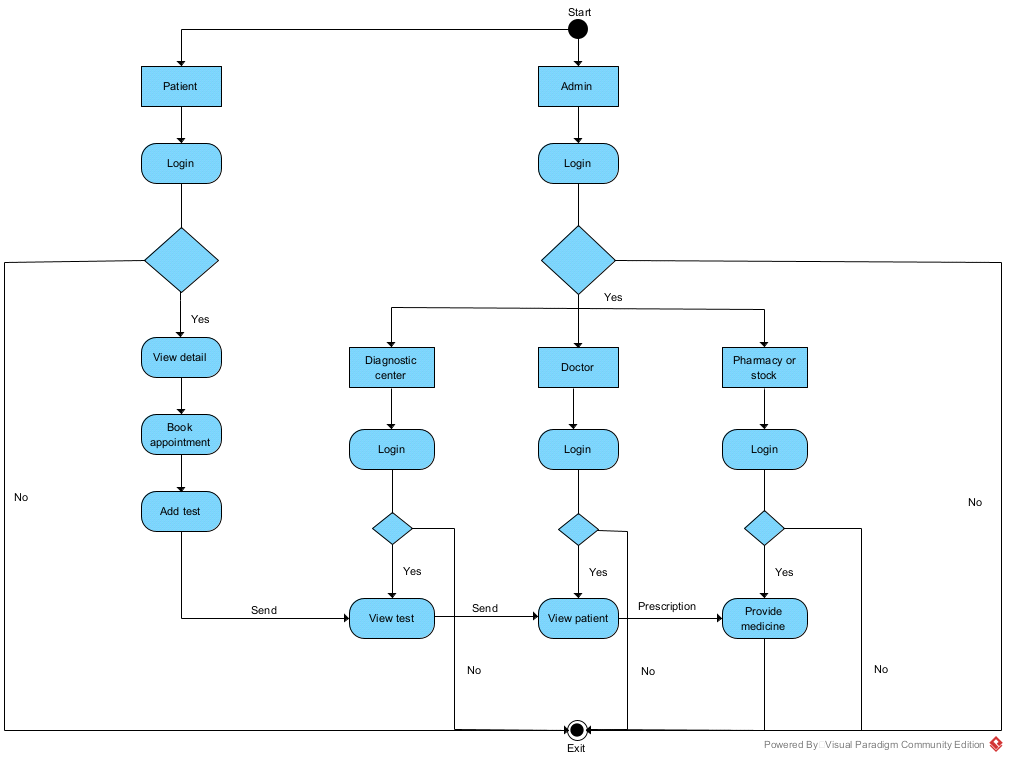 Start
Patient
Admin
Login
Login
Yes
Yes
View detail
Diagnostic
center
Doctor
Pharmacy or
stock
Book
appointment
Login
Login
Login
No
No
Add test
Yes
Yes
Yes
Send
View test
Send
View patient
Prescription
Provide
medicine
No
No
No
Exit
Powered By Visual Paradigm Community Edition